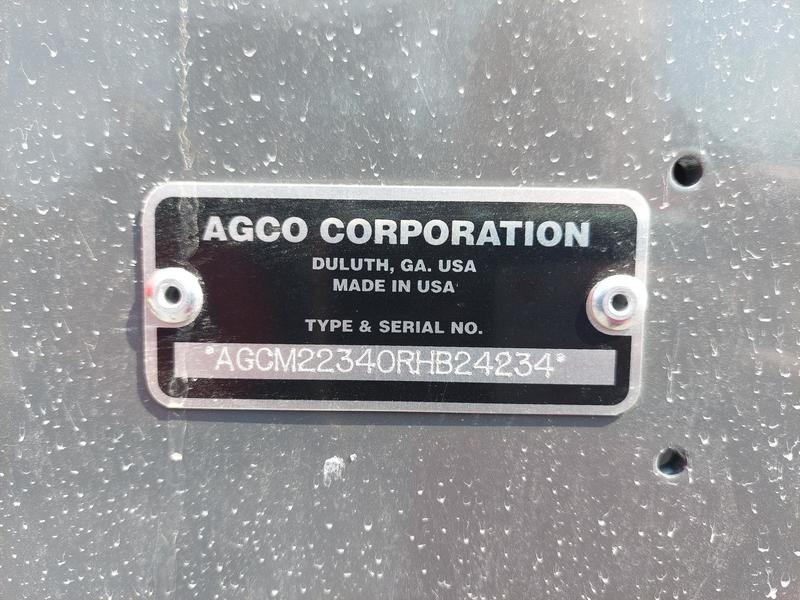 AGCO CORPORATION
DULUTH, GA. USA
MADE IN USA
TYPE & SERIAL NO.
*AGCM22340RHB24234*